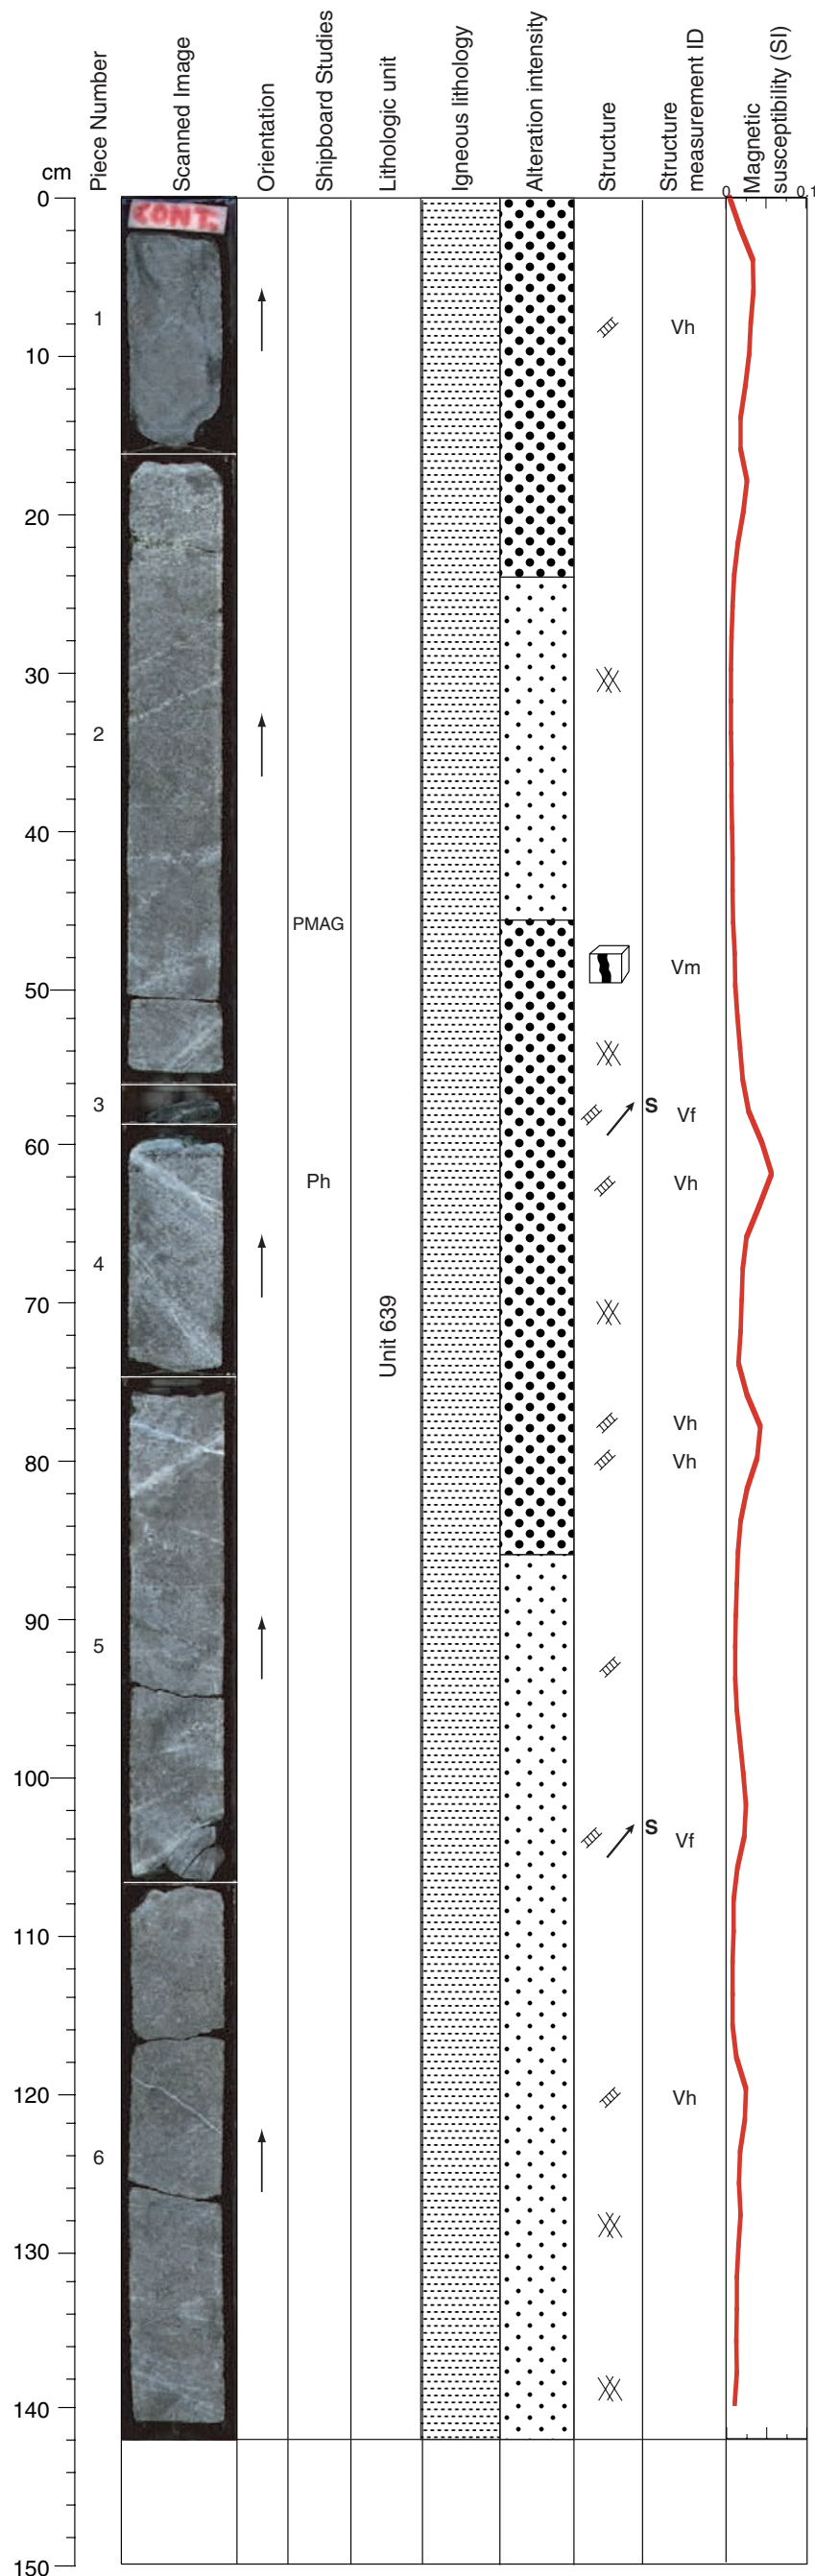 cm
Piece Number
Scanned Image
Orientation
Shipboard Studies
Lithologic unit
Igneous lithology
Alteration intensity
Structure
Structure
measurement ID
Magnetic
susceptibility (SI)
0 0.1
0
CONT.
1
Vh
10
20
30
2
40
PMAG
Vm
50
3
S
Vf
60
Ph
Vh
4
70
Unit 639
Vh
80
Vh
90
5
100
S
Vf
110
120
Vh
6
130
140
150